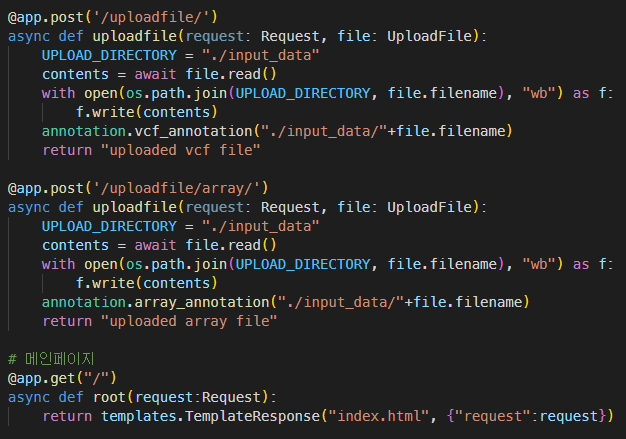 @app.post('/uploadfile/')
async def uploadfile(request: Request, file: UploadFile):
    UPLOAD_DIRECTORY = "./input_data"
    contents = await file.read()
    with open(os.path.join(UPLOAD_DIRECTORY, file.filename), "wb") as f:
        f.write(contents)
    annotation.vcf_annotation("./input_data/"+file.filename)
    return "uploaded vcf file"

@app.post('/uploadfile/array/')
async def uploadfile(request: Request, file: UploadFile):
    UPLOAD_DIRECTORY = "./input_data"
    contents = await file.read()
    with open(os.path.join(UPLOAD_DIRECTORY, file.filename), "wb") as f:
        f.write(contents)
    annotation.array_annotation("./input_data/"+file.filename)
    return "uploaded array file"

# 메인페이지
@app.get("/")
async def root(request:Request):
    return templates.TemplateResponse("index.html", {"request":request})